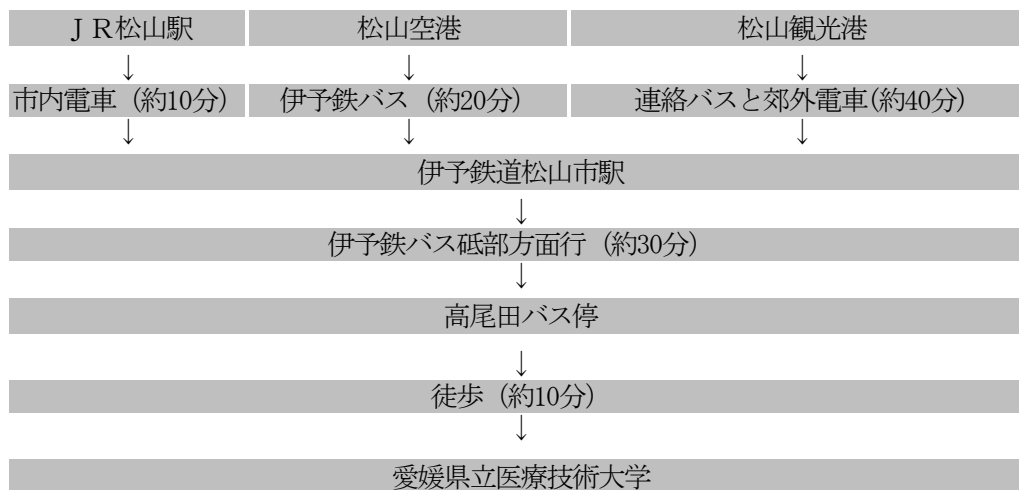 ＪＲ松山駅 松山空港 松山観光港
↓ ↓ ↓
市内電車（約10分） 伊予鉄バス（約20分） 連絡バスと郊外電車(約40分)
↓ ↓ ↓
伊予鉄道松山市駅
↓
伊予鉄バス砥部方面行（約30分）
↓
高尾田バス停
↓
徒歩（約10分）
↓
愛媛県立医療技術大学